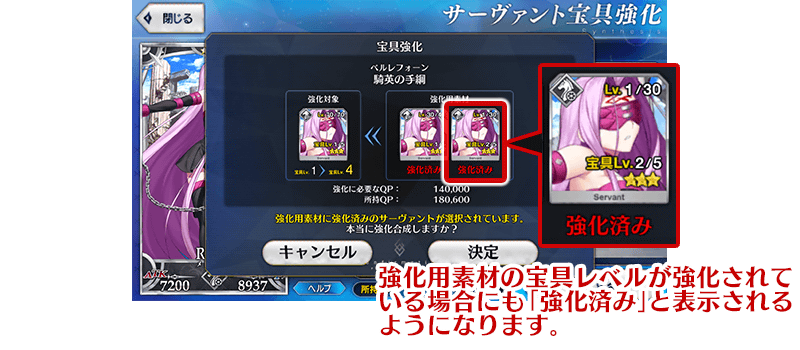 閉じる
サーヴァント宝具強化
Synthesis
宝具強化
ベルレフォーン
騎英の手綱
強化対象
強化用素材
宝具Lv.1
Servant
宝具Lv.1 > 宝具Lv.4
宝具Lv.1
強化済み
宝具Lv.2/5
強化済み
Lv.1/30
宝具Lv.2/5
Servant
強化済み
強化に必要なQP： 140,000
所持QP： 180,600
強化用素材に強化済みのサーヴァントが選択されています。
本当に強化合成しますか？
キャンセル
決定
ATK
7200
8937
ヘルプ
強化用素材の宝具レベルが強化されて
いる場合にも「強化済み」と表示される
ようになります。